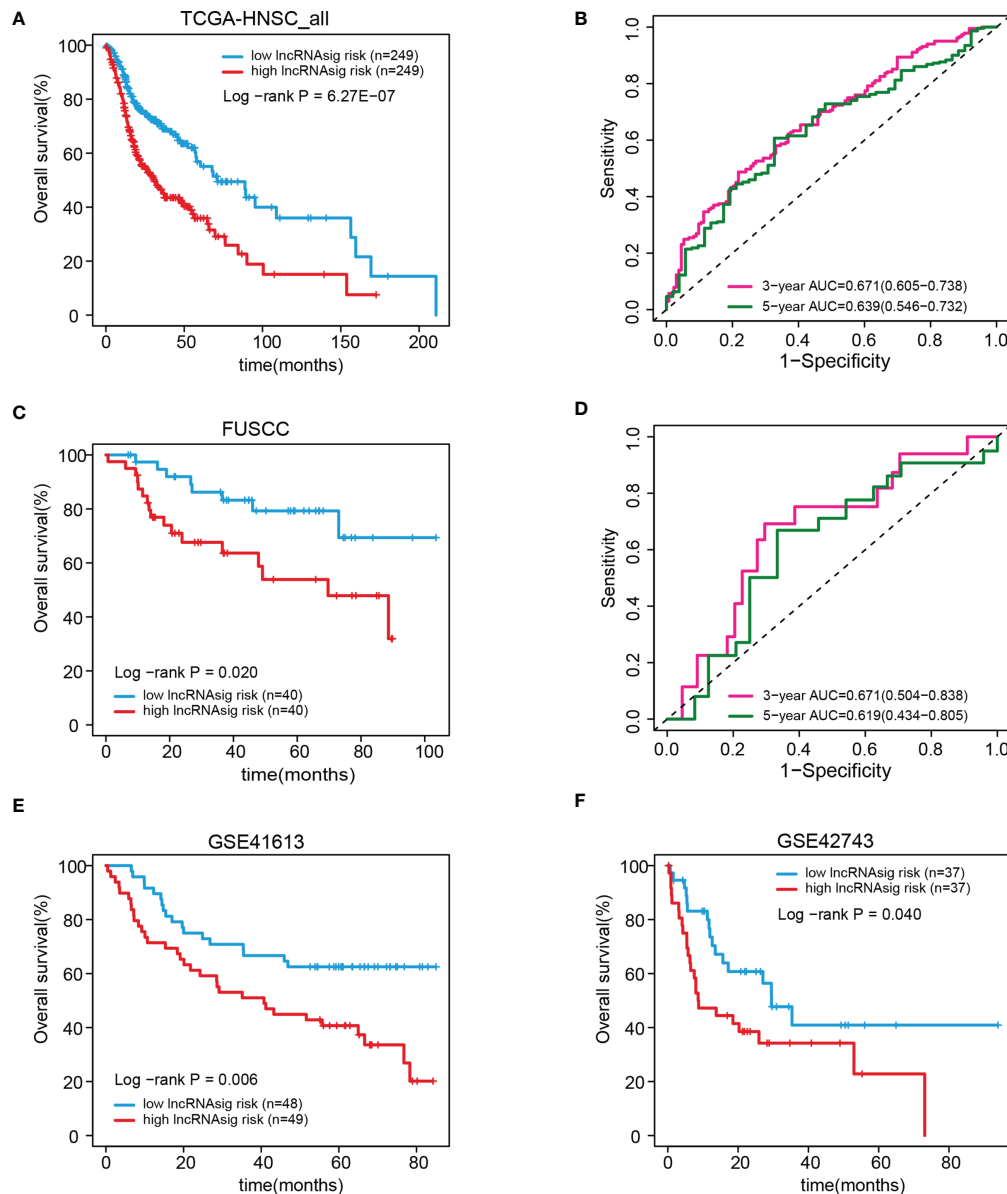 A
TCGA-HNSC_all
Overall survival(%)
100
80
60
40
20
0
low lncRNAsig risk (n=249)
high lncRNAsig risk (n=249)
Log −rank P = 6.27E−07
0 50 100 150 200
time(months)
B
Sensitivity
1.0
0.8
0.6
0.4
0.2
0.0
3−year AUC=0.671(0.605−0.738)
5−year AUC=0.639(0.546−0.732)
0.0 0.2 0.4 0.6 0.8 1.0
1−Specificity
C
FUSCC
Overall survival(%)
100
80
60
40
20
0
Log −rank P = 0.020
low lncRNAsig risk (n=40)
high lncRNAsig risk (n=40)
0 20 40 60 80 100
time(months)
D
Sensitivity
1.0
0.8
0.6
0.4
0.2
0.0
3−year AUC=0.671(0.504−0.838)
5−year AUC=0.619(0.434−0.805)
0.0 0.2 0.4 0.6 0.8 1.0
1−Specificity
E
GSE41613
Overall survival(%)
100
80
60
40
20
0
Log −rank P = 0.006
low lncRNAsig risk (n=48)
high lncRNAsig risk (n=49)
0 20 40 60 80
time(months)
F
GSE42743
Overall survival(%)
100
80
60
40
20
0
low lncRNAsig risk (n=37)
high lncRNAsig risk (n=37)
Log −rank P = 0.040
0 20 40 60 80
time(months)